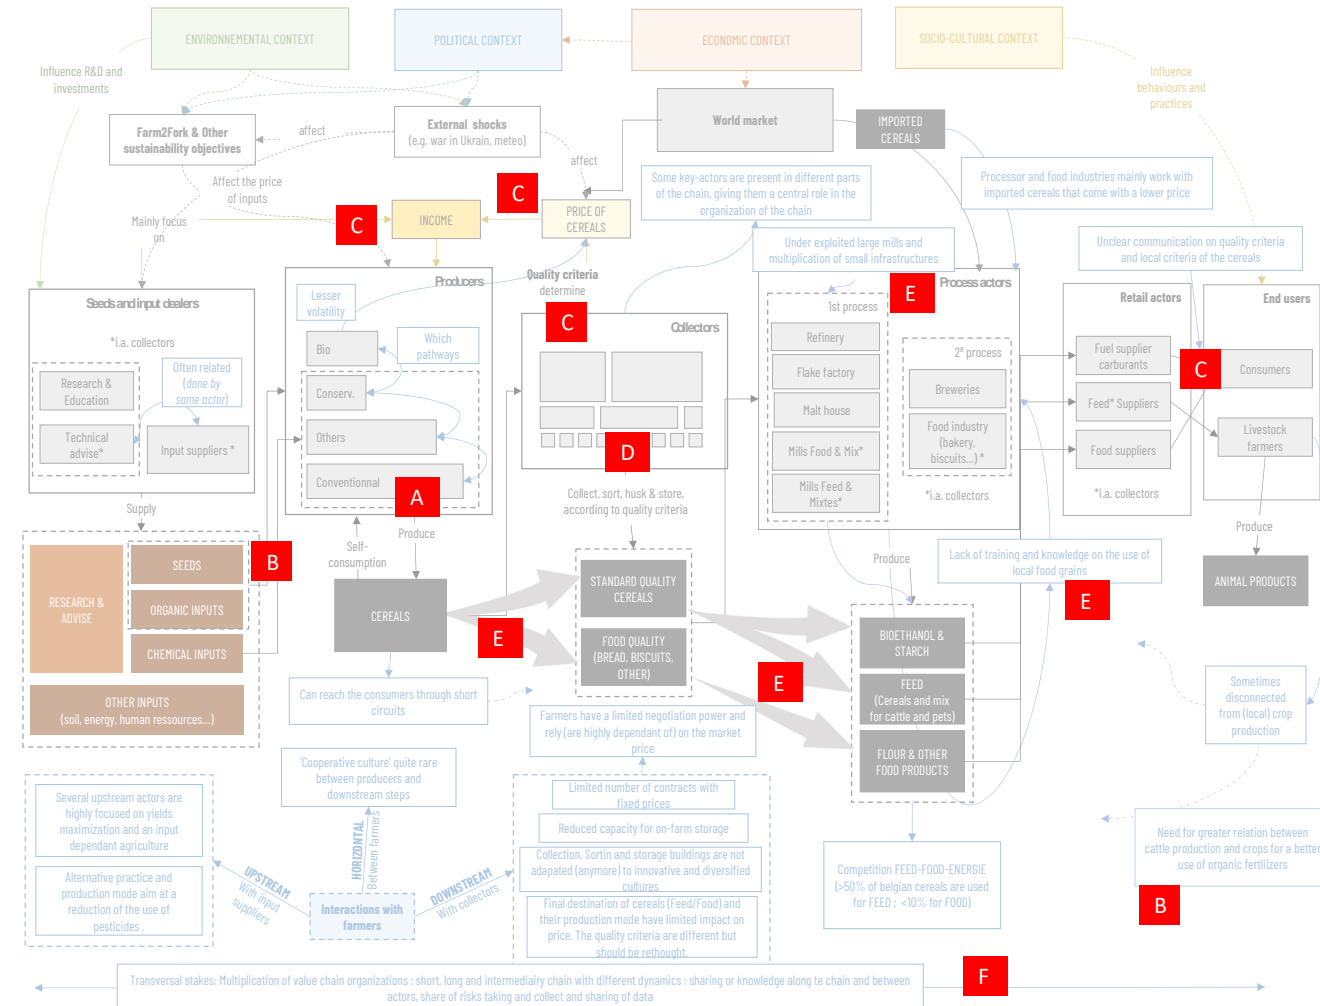 ENVIRONNEMENTAL CONTEXT
POLITICAL CONTEXT
ECONOMIC CONTEXT
SOCIO-CULTURAL CONTEXT
Influence R&D and
investments
Influence
behaviours and
practices
Farm2Fork & Other
sustainability objectives
affect
External shocks
(e.g. war in Ukrain, meteo)
World market
IMPORTED
CEREALS
affect
Affect the price
of inputs
Some key-actors are present in different parts
of the chain, giving them a central role in the
organization of the chain
Processor and food industries mainly work with
imported cereals that come with a lower price
Mainly focus
on
C
INCOME
C
PRICE OF
CEREALS
Under exploited large mills and
multiplication of small infrastructures
Unclear communication on quality criteria
and local criteria of the cereals
Seeds and input dealers
*i.a. collectors
Research &
Education
Technical
advise*
Often related
(done by
same actor)
Input suppliers *
Producers
Lesser
volatility
Bio
Which
pathways
Conserv.
Others
Conventionnal
A
Quality criteria
determine
C
Collectors
D
Collect, sort, husk & store,
according to quality criteria
E
Process actors
1st process
Refinery
Flake factory
Malt house
Mills Food & Mix*
Mills Feed &
Mixtes*
2ᵉ process
Breweries
Food industry
(bakery,
biscuits...) *
*i.a. collectors
Retail actors
Fuel supplier
carburants
Feed* Suppliers
Food suppliers
*i.a. collectors
End users
C
Consumers
Livestock
farmers
Produce
ANIMAL PRODUCTS
Supply
B
RESEARCH &
ADVISE
SEEDS
ORGANIC INPUTS
CHEMICAL INPUTS
OTHER INPUTS
(soil, energy, human ressources...)
Self-
consumption
Produce
CEREALS
E
STANDARD QUALITY
CEREALS
FOOD QUALITY
(BREAD, BISCUITS,
OTHER)
E
Produce
BIOETHANOL &
STARCH
FEED
(Cereals and mix
for cattle and pets)
FLOUR & OTHER
FOOD PRODUCTS
Lack of training and knowledge on the use of
local food grains
E
Can reach the consumers through short
circuits
Sometimes
disconnected
from (local) crop
production
Farmers have a limited negotiation power and
rely (are highly dependant of) on the market
price
'Cooperative culture' quite rare
between producers and
downstream steps
Several upstream actors are
highly focused on yields
maximization and an input
dependant agriculture
Alternative practice and
production mode aim at a
reduction of the use of
pesticides .
UPSTREAM
With input
suppliers
HORIZONTAL
Between farmers
DOWNSTREAM
With collectors
Interactions with
farmers
Limited number of contracts with
fixed prices
Reduced capacity for on-farm storage
Collection, Sortin and storage buildings are not
adapated (anymore) to innovative and diversified
cultures
Final destination of cereals (Feed/Food) and
their production mode have limited impact on
price. The quality criteria are different but
should be rethought.
Competition FEED-FOOD-ENERGIE
(>50% of belgian cereals are used
for FEED ; <10% for FOOD)
Need for greater relation between
cattle production and crops for a better
use of organic fertliizers
B
Transversal stakes: Multiplication of value chain organizations : short, long and intermediairy chain with different dynamics : sharing or knowledge along te chain and between
actors, share of risks taking and collect and sharing of data
F